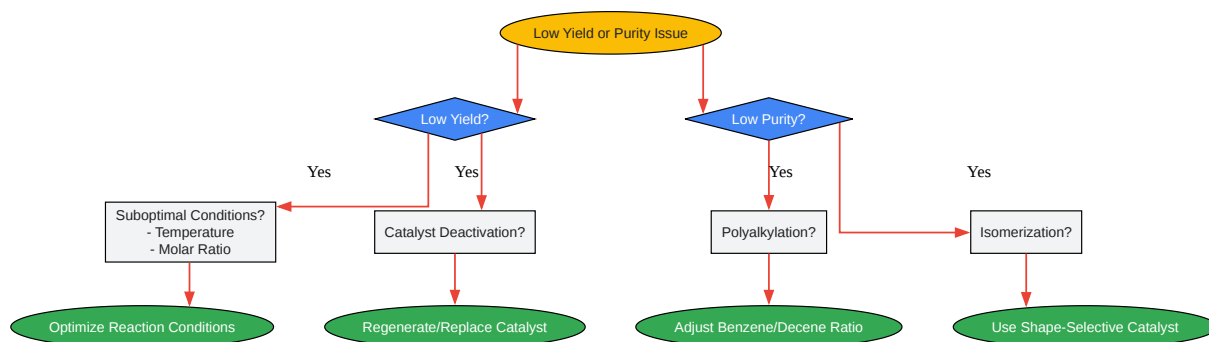 Low Yield or Purity Issue
Low Yield?
Low Purity?
Yes
Yes
Yes
Yes
Suboptimal Conditions?
- Temperature
- Molar Ratio
Catalyst Deactivation?
Polyalkylation?
Isomerization?
Optimize Reaction Conditions
Regenerate/Replace Catalyst
Adjust Benzene/Decene Ratio
Use Shape-Selective Catalyst